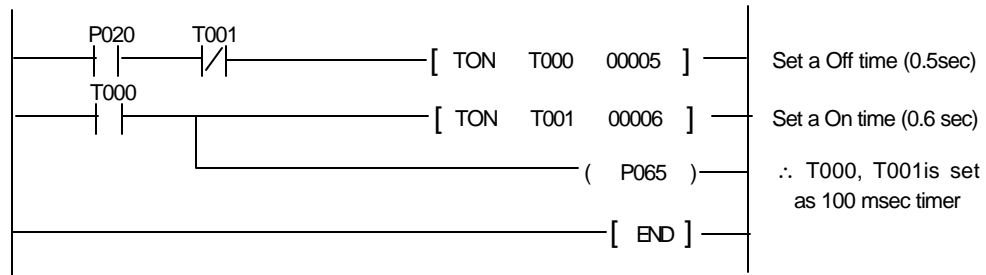 P020 T001
[ TON T000 00005 ] Set a Off time (0.5sec)
T000
[ TON T001 00006 ] Set a On time (0.6 sec)
( P065 ) ∴ T000, T001is set
as 100 msec timer
[ END ]